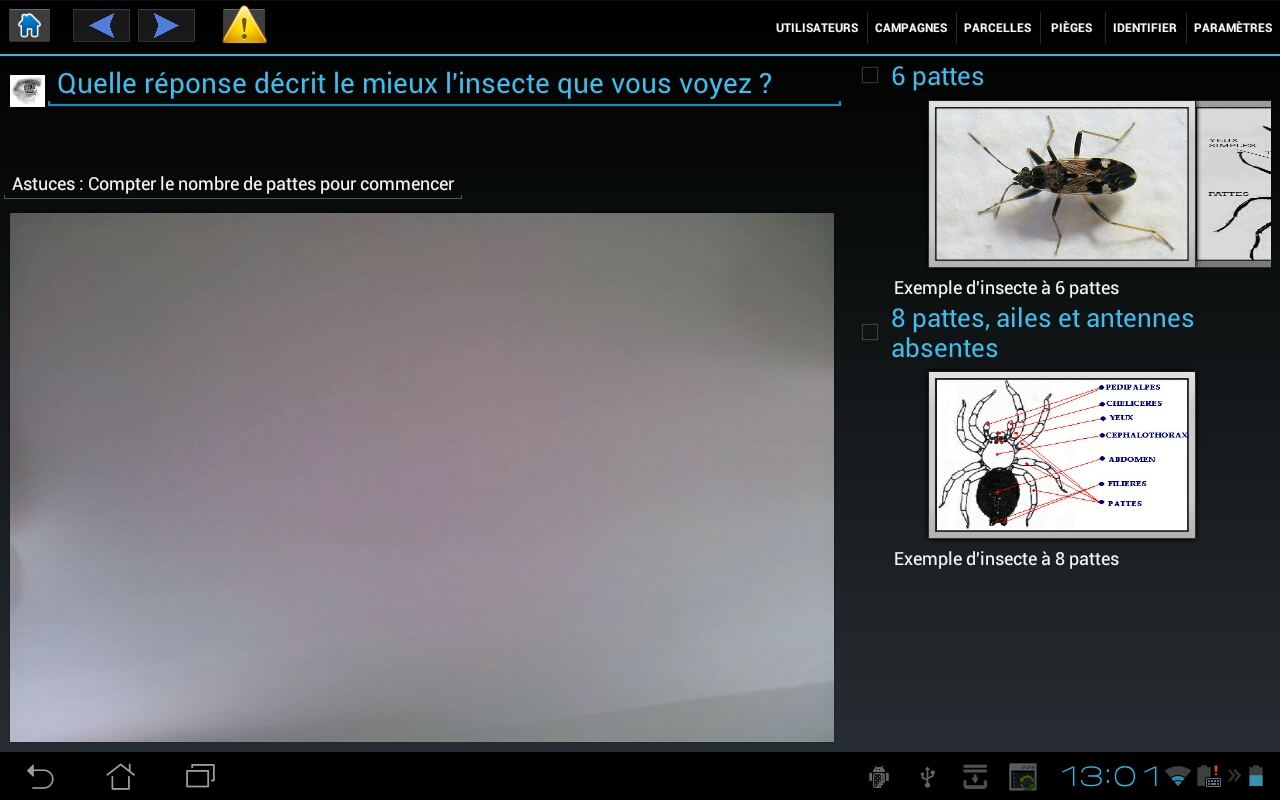 UTILISATEURS CAMPAGNES PARCELLES PIÈGES IDENTIFIER PARAMÈTRES
Quelle réponse décrit le mieux l'insecte que vous voyez ?
Astuces : Compter le nombre de pattes pour commencer
6 pattes
YEUX
SIMPLES
PATTES
Exemple d'insecte à 6 pattes
8 pattes, ailes et antennes
absentes
PEDIPALPES
CHELICERES
YEUX
CEPHALOTHORAX
ABDOMEN
FILIERES
PATTES
Exemple d'insecte à 8 pattes
13:01